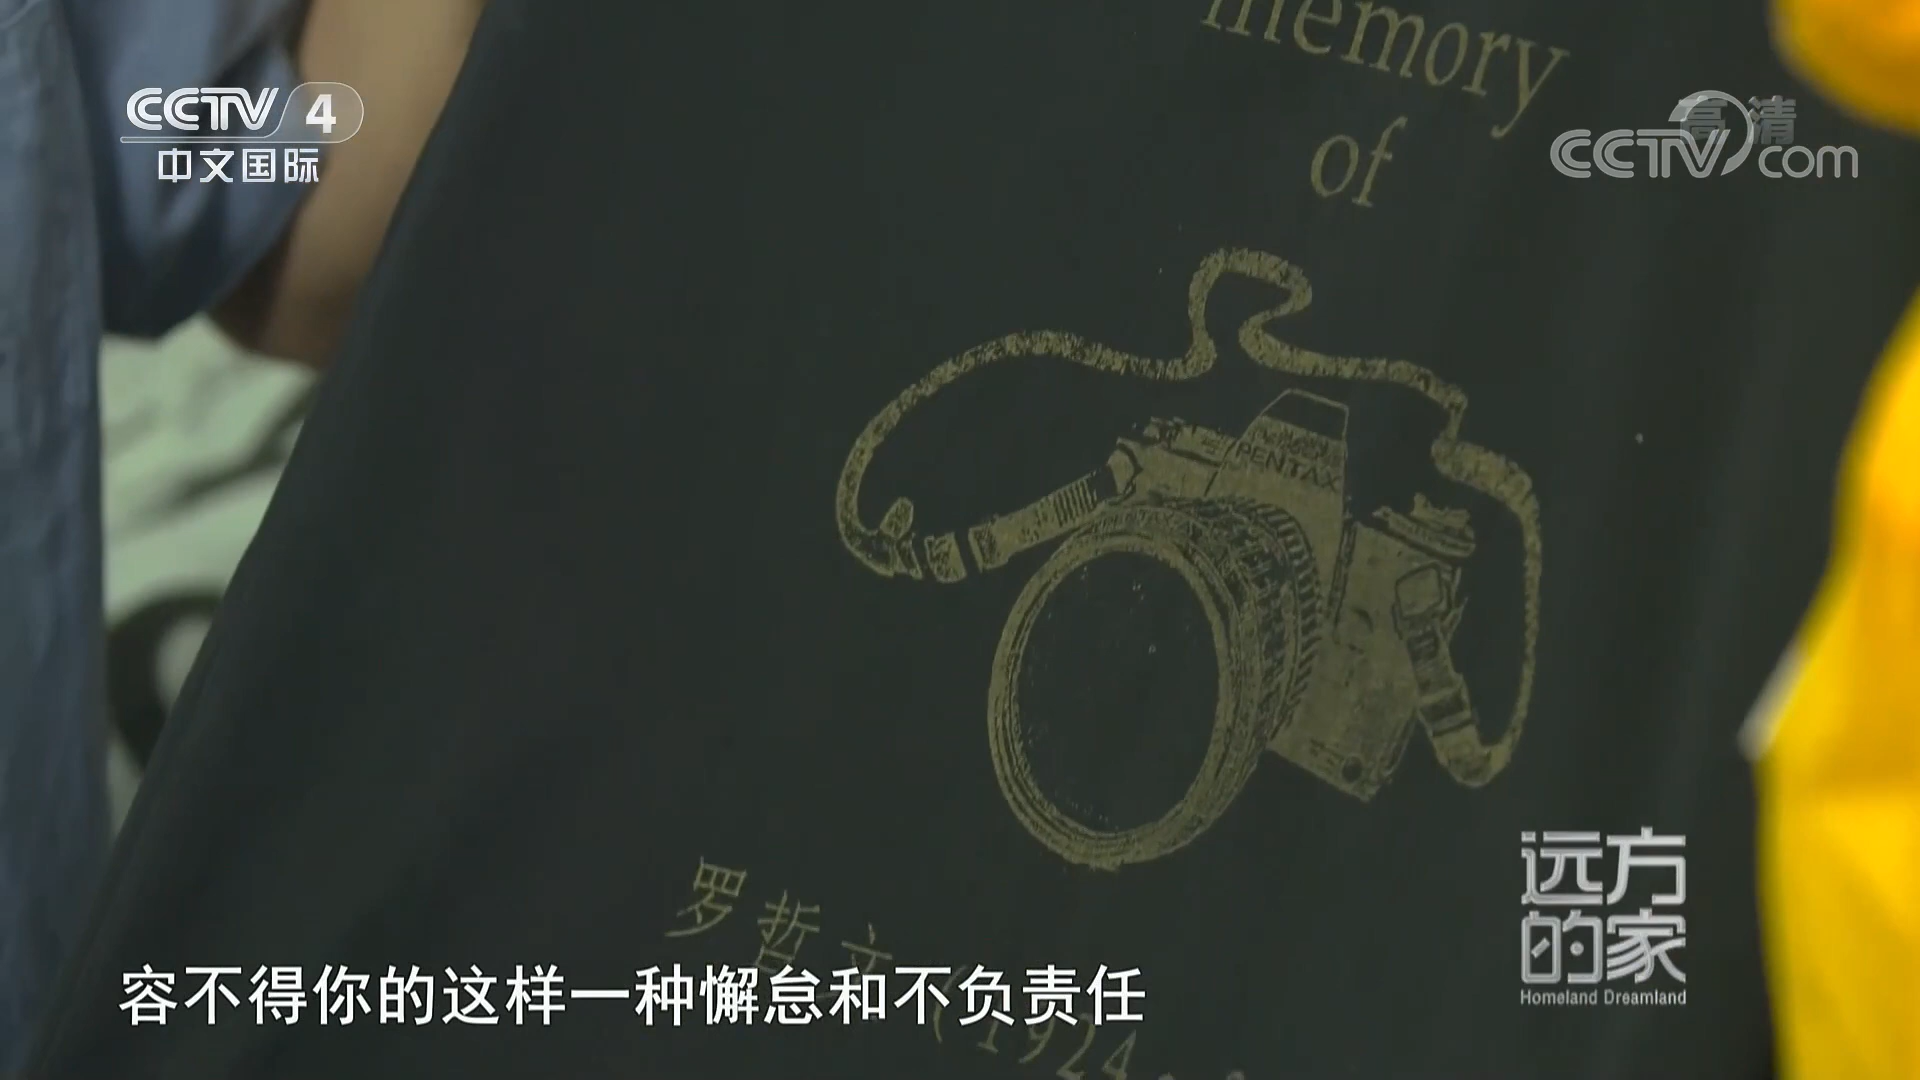 memory
of
CCTV 4
中文国际
高清
CCTV.com
PENTAX
罗哲文(1924.
容不得你的这样一种懈怠和不负责任
远方
的家
Homeland Dreamland